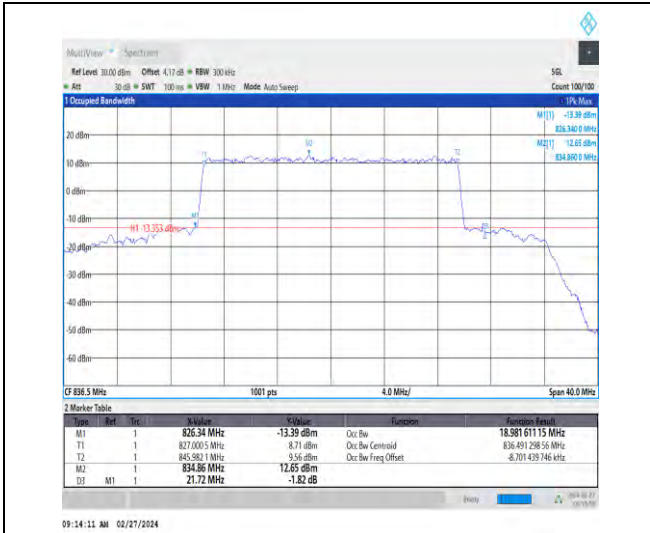 MultiView Spectrum
Ref Level 30.00 dBm Offset 4.17 dB RBW 300 kHz SGL
Att 30 dB SWT 100 ms VBW 1 MHz Mode Auto Sweep Count 100/100
1 Occupied Bandwidth 1Pk Max
M1[1] -13.39 dBm
826.340 0 MHz
20 dBm
M2[1] 12.65 dBm
834.860 0 MHz
M2
T1
T2
10 dBm
0 dBm
-10 dBm
M1
H1 -13.353 dBm
-20 dBm
-30 dBm
-40 dBm
-50 dBm
-60 dBm
CF 836.5 MHz 1001 pts 4.0 MHz/ Span 40.0 MHz
2 Marker Table
Type Ref Trc X-Value Y-Value Function Function Result
M1 1 826.34 MHz -13.39 dBm Occ Bw 18.981 611 15 MHz
T1 1 827.000 5 MHz 8.71 dBm Occ Bw Centroid 836.491 298 56 MHz
T2 1 845.982 1 MHz 9.56 dBm Occ Bw Freq Offset -8.701 439 746 kHz
M2 1 834.86 MHz 12.65 dBm
D3 M1 1 21.72 MHz -1.82 dB
Ready
09:14:11 AM 02/27/2024